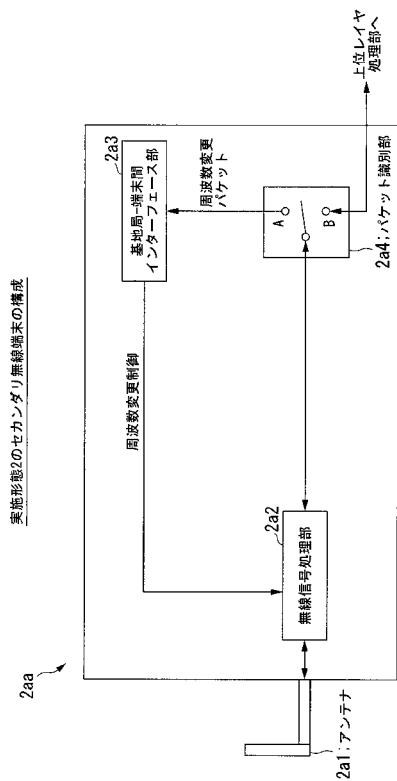 実施形態2のセカンダリ無線端末の構成
2aa
2a3
基地局-端末間
インターフェース部
周波数変更制御
周波数変更
パケット
上位レイヤ
処理部へ
2a2
無線信号処理部
A
B
2a4;パケット識別部
2a1;アンテナ